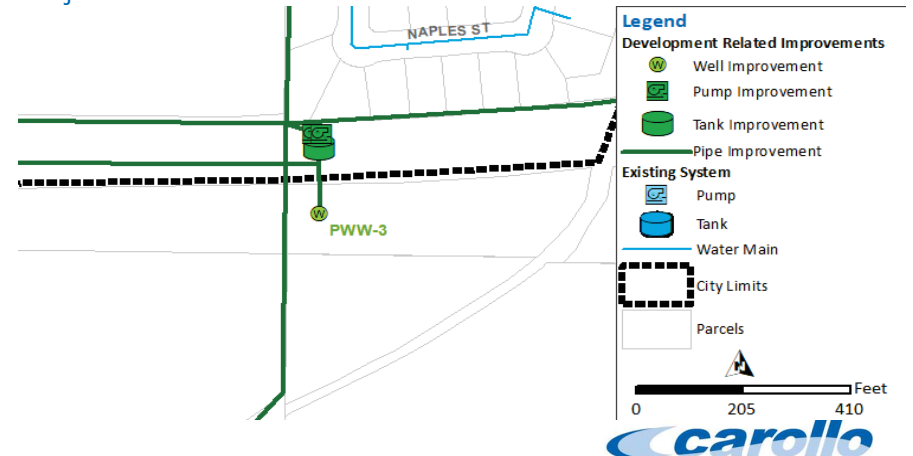 NAPLES ST
PWW-3
Legend
Development Related Improvements
W Well Improvement
Pump Improvement
Tank Improvement
Pipe Improvement
Existing System
Pump
Tank
Water Main
City Limits
Parcels
N
Feet
0 205 410
carollo
W